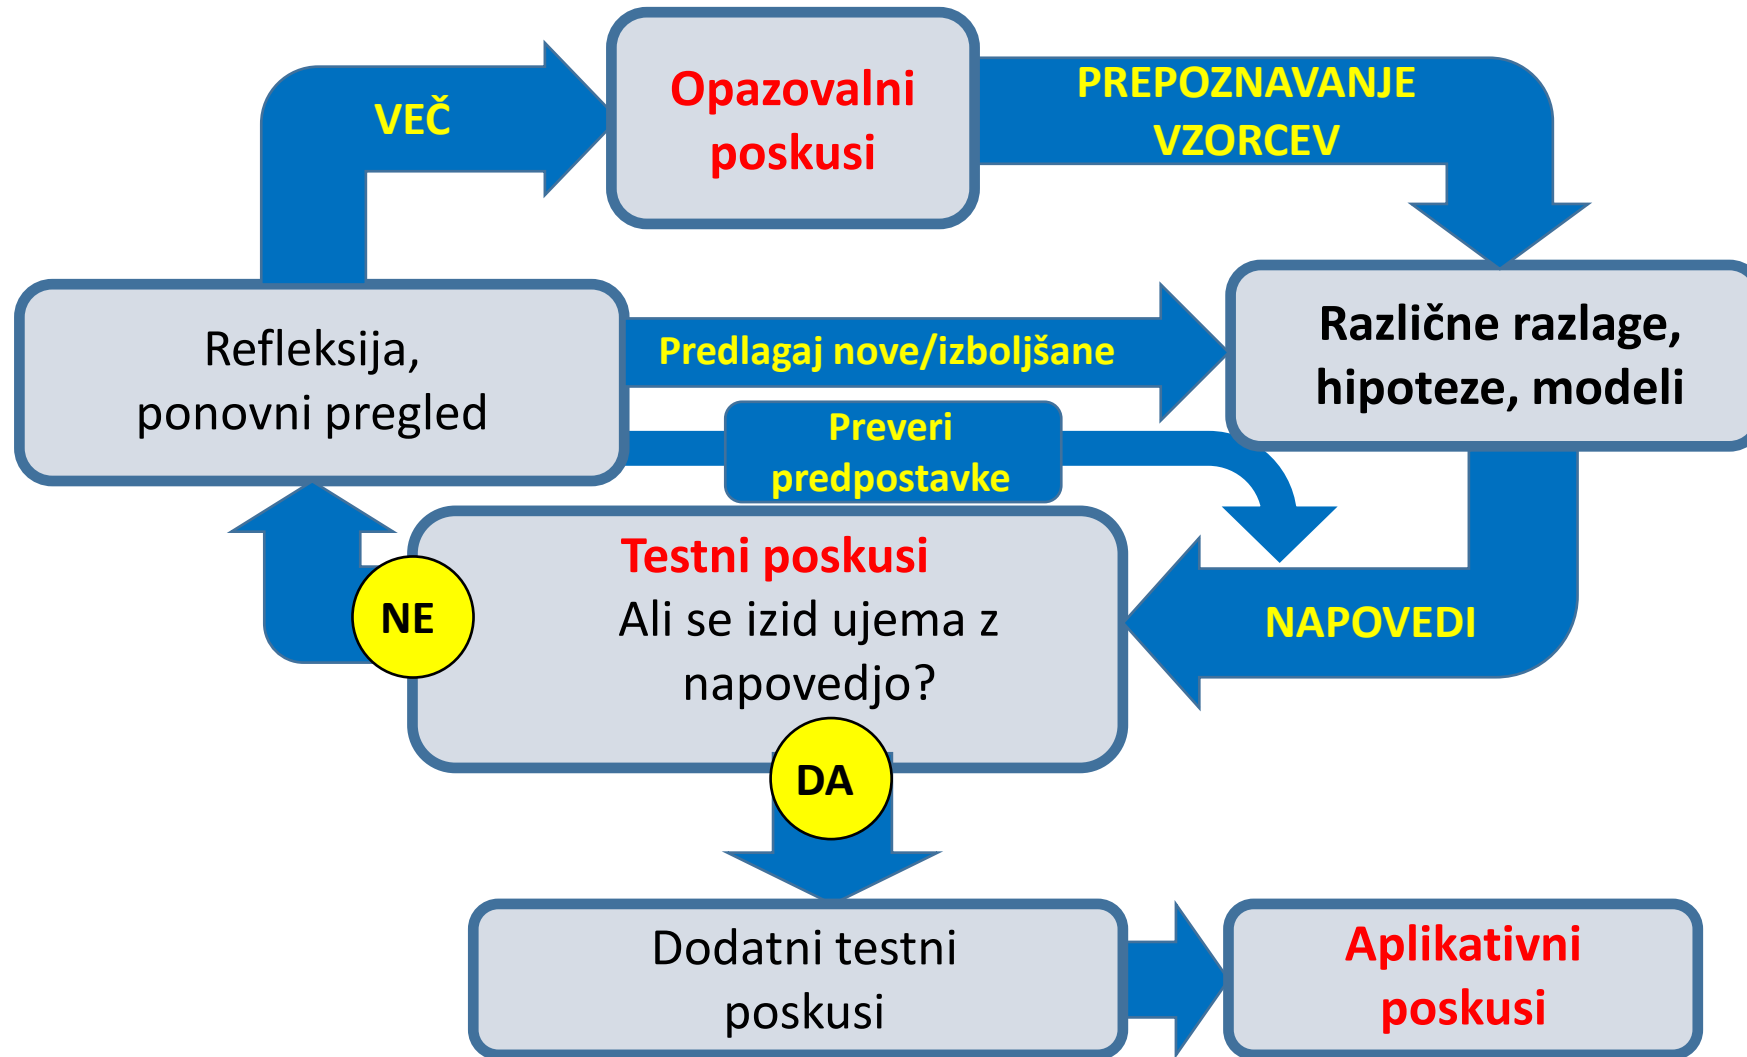 Opazovalni
poskusi
VEČ
PREPOZNAVANJE
VZORCEV
Refleksija,
ponovni pregled
Predlagaj nove/izboljšane
Različne razlage,
hipoteze, modeli
Preveri
predpostavke
Testni poskusi
Ali se izid ujema z
napovedjo?
NE
NAPOVEDI
DA
Dodatni testni
poskusi
Aplikativni
poskusi